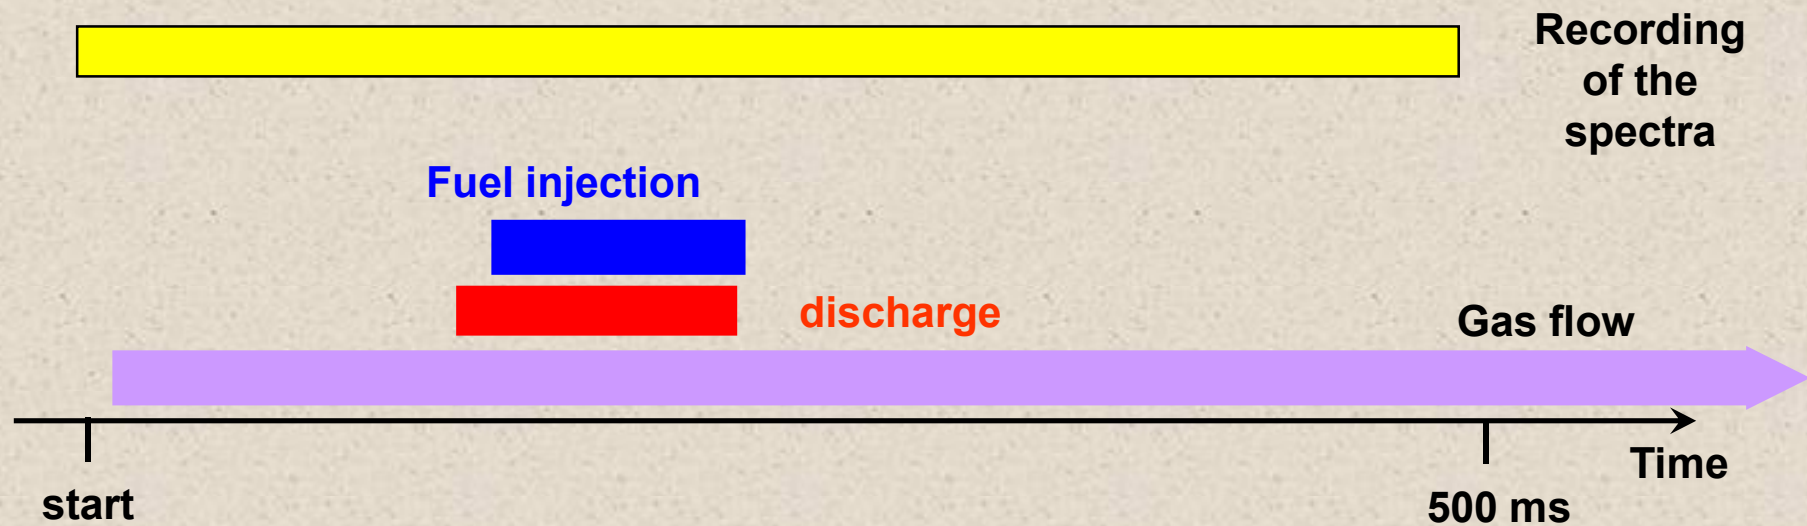 Recording
of the
spectra
Fuel injection
discharge
Gas flow
Time
start
500 ms